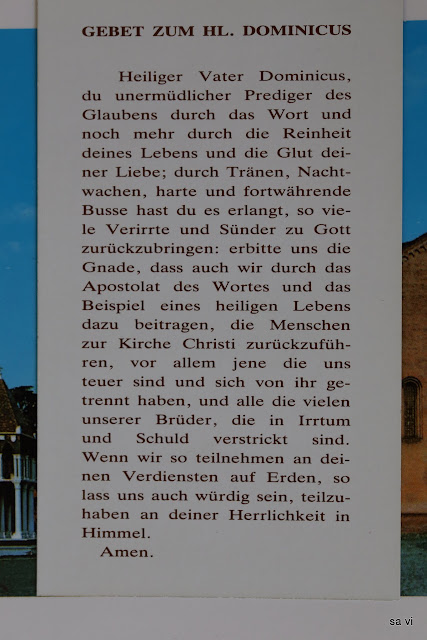 GEBET ZUM HL. DOMINICUS
Heiliger Vater Dominicus,
du unermüdlicher Prediger des
Glaubens durch das Wort und
noch mehr durch die Reinheit
deines Lebens und die Glut dei-
ner Liebe; durch Tränen, Nacht-
wachen, harte und fortwährende
Busse hast du es erlangt, so vie-
le Verirrte und Sünder zu Gott
zurückzubringen: erbitte uns die
Gnade, dass auch wir durch das
Apostolat des Wortes und das
Beispiel eines heiligen Lebens
dazu beitragen, die Menschen
zur Kirche Christi zurückzufüh-
ren, vor allem jene die uns
teuer sind und sich von ihr ge-
trennt haben, und alle die vielen
unserer Brüder, die in Irrtum
und Schuld verstrickt sind.
Wenn wir so teilnehmen an dei-
nen Verdiensten auf Erden, so
lass uns auch würdig sein, teilzu-
haben an deiner Herrlichkeit in
Himmel.
Amen.
sa vi